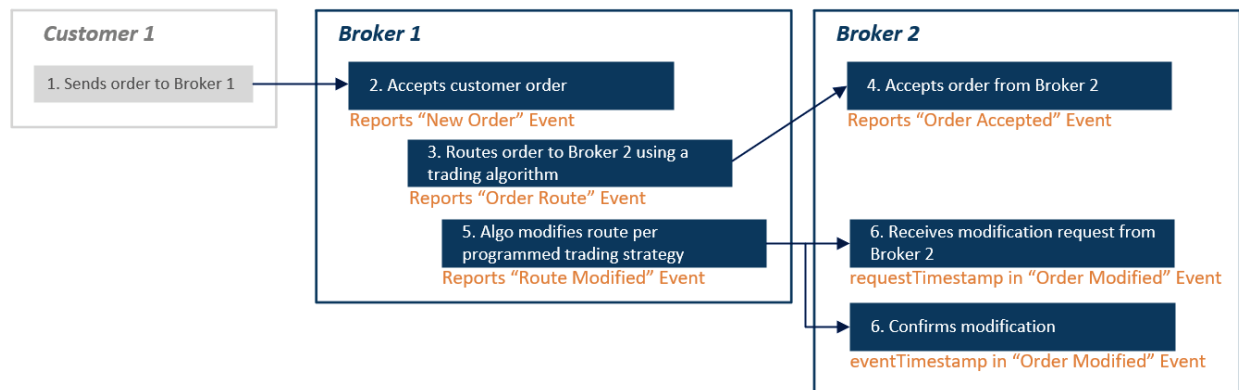 Customer 1
1. Sends order to Broker 1
Broker 1
2. Accepts customer order
Reports “New Order” Event
3. Routes order to Broker 2 using a
trading algorithm
Reports “Order Route” Event
5. Algo modifies route per
programmed trading strategy
Reports “Route Modified” Event
Broker 2
4. Accepts order from Broker 2
Reports “Order Accepted” Event
6. Receives modification request from
Broker 2
requestTimestamp in “Order Modified” Event
6. Confirms modification
eventTimestamp in “Order Modified” Event